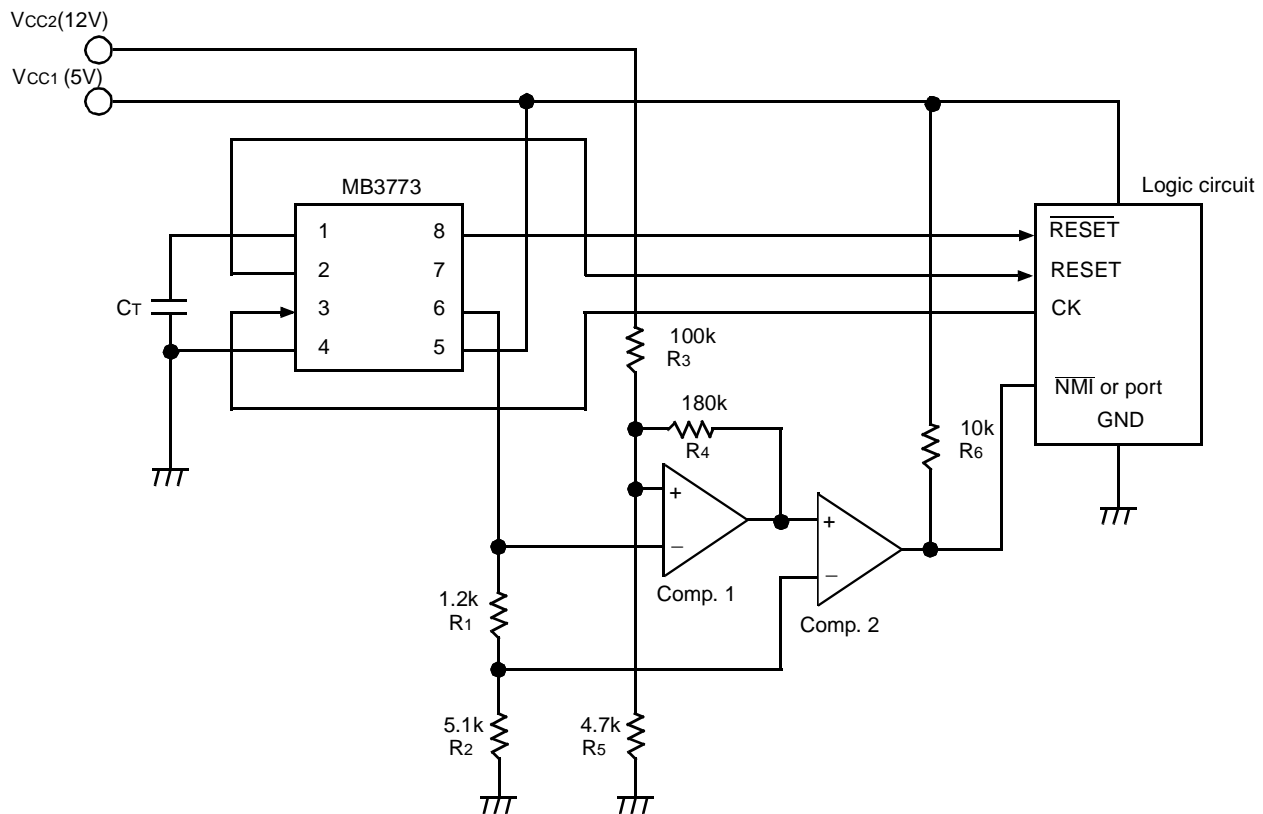 VCC2(12V)
VCC1 (5V)
MB3773
Logic circuit
1
8
RESET
2
7
RESET
CT
3
6
CK
4
5
100k
R3
NMI or port
180k
GND
R4
10k
R6
+
−
+
−
Comp. 1
Comp. 2
1.2k
R1
5.1k
R2
4.7k
R5